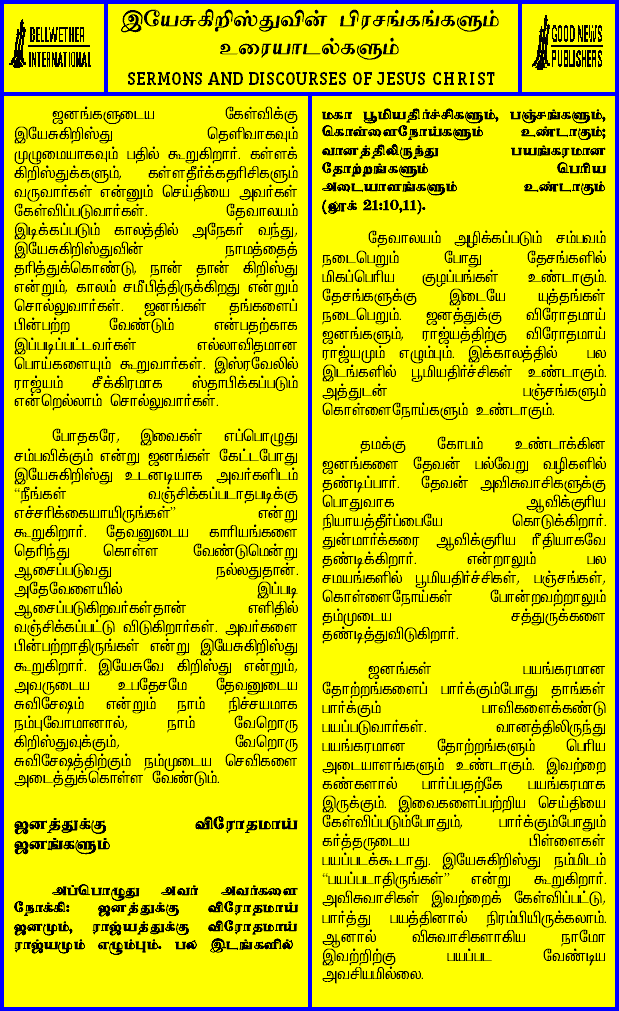 BELLWETHER
INTERNATIONAL
இயேசுகிறிஸ்துவின் பிரசங்கங்களும்
உரையாடல்களும்
SERMONS AND DISCOURSES OF JESUS CHRIST
GOOD NEWS
PUBLISHERS
ஜனங்களுடைய கேள்விக்கு
இயேசுகிறிஸ்து தெளிவாகவும்
முழுமையாகவும் பதில் கூறுகிறார். கள்ளக்
கிறிஸ்துக்களும், கள்ளதீர்க்கதரிசிகளும்
வருவார்கள் என்னும் செய்தியை அவர்கள்
கேள்விப்படுவார்கள். தேவாலயம்
இடிக்கப்படும் காலத்தில் அநேகர் வந்து,
இயேசுகிறிஸ்துவின் நாமத்தைத்
தரித்துக்கொண்டு, நான் தான் கிறிஸ்து
என்றும், காலம் சமீபித்திருக்கிறது என்றும்
சொல்லுவார்கள். ஜனங்கள் தங்களைப்
பின்பற்ற வேண்டும் என்பதற்காக
இப்படிப்பட்டவர்கள் எல்லாவிதமான
பொய்களையும் கூறுவார்கள். இஸ்ரவேலில்
ராஜ்யம் சீக்கிரமாக ஸ்தாபிக்கப்படும்
என்றெல்லாம் சொல்லுவார்கள்.
போதகரே, இவைகள் எப்பொழுது
சம்பவிக்கும் என்று ஜனங்கள் கேட்டபோது
இயேசுகிறிஸ்து உடனடியாக அவர்களிடம்
“நீங்கள் வஞ்சிக்கப்படாதபடிக்கு
எச்சரிக்கையாயிருங்கள்” என்று
கூறுகிறார். தேவனுடைய காரியங்களை
தெரிந்து கொள்ள வேண்டுமென்று
ஆசைப்படுவது நல்லதுதான்.
அதேவேளையில் இப்படி
ஆசைப்படுகிறவர்கள்தான் எளிதில்
வஞ்சிக்கப்பட்டு விடுகிறார்கள். அவர்களை
பின்பற்றாதிருங்கள் என்று இயேசுகிறிஸ்து
கூறுகிறார். இயேசுவே கிறிஸ்து என்றும்,
அவருடைய உபதேசமே தேவனுடைய
சுவிசேஷம் என்றும் நாம் நிச்சயமாக
நம்புவோமானால், நாம் வேறொரு
கிறிஸ்துவுக்கும், வேறொரு
சுவிசேஷத்திற்கும் நம்முடைய செவிகளை
அடைத்துக்கொள்ள வேண்டும்.
ஜனத்துக்கு விரோதமாய்
ஜனங்களும்
அப்பொழுது அவர் அவர்களை
நோக்கி: ஜனத்துக்கு விரோதமாய்
ஜனமும், ராஜ்யத்துக்கு விரோதமாய்
ராஜ்யமும் எழும்பும். பல இடங்களில்
மகா பூமியதிர்ச்சிகளும், பஞ்சங்களும்,
கொள்ளைநோய்களும் உண்டாகும்;
வானத்திலிருந்து பயங்கரமான
தோற்றங்களும் பெரிய
அடையாளங்களும் உண்டாகும்
(லூக் 21:10,11).
தேவாலயம் அழிக்கப்படும் சம்பவம்
நடைபெறும் போது தேசங்களில்
மிகப்பெரிய குழப்பங்கள் உண்டாகும்.
தேசங்களுக்கு இடையே யுத்தங்கள்
நடைபெறும். ஜனத்துக்கு விரோதமாய்
ஜனங்களும், ராஜ்யத்திற்கு விரோதமாய்
ராஜ்யமும் எழும்பும். இக்காலத்தில் பல
இடங்களில் பூமியதிர்ச்சிகள் உண்டாகும்.
அத்துடன் பஞ்சங்களும்
கொள்ளைநோய்களும் உண்டாகும்.
தமக்கு கோபம் உண்டாக்கின
ஜனங்களை தேவன் பல்வேறு வழிகளில்
தண்டிப்பார். தேவன் அவிசுவாசிகளுக்கு
பொதுவாக ஆவிக்குரிய
நியாயத்தீர்ப்பையே கொடுக்கிறார்.
துன்மார்க்கரை ஆவிக்குரிய ரீதியாகவே
தண்டிக்கிறார். என்றாலும் பல
சமயங்களில் பூமியதிர்ச்சிகள், பஞ்சங்கள்,
கொள்ளைநோய்கள் போன்றவற்றாலும்
தம்முடைய சத்துருக்களை
தண்டித்துவிடுகிறார்.
ஜனங்கள் பயங்கரமான
தோற்றங்களைப் பார்க்கும்போது தாங்கள்
பார்க்கும் பாவிகளைக்கண்டு
பயப்படுவார்கள். வானத்திலிருந்து
பயங்கரமான தோற்றங்களும் பெரிய
அடையாளங்களும் உண்டாகும். இவற்றை
கண்களால் பார்ப்பதற்கே பயங்கரமாக
இருக்கும். இவைகளைப்பற்றிய செய்தியை
கேள்விப்படும்போதும், பார்க்கும்போதும்
கர்த்தருடைய பிள்ளைகள்
பயப்படக்கூடாது. இயேசுகிறிஸ்து நம்மிடம்
“பயப்படாதிருங்கள்” என்று கூறுகிறார்.
அவிசுவாசிகள் இவற்றைக் கேள்விப்பட்டு,
பார்த்து பயத்தினால் நிரம்பியிருக்கலாம்.
ஆனால் விசுவாசிகளாகிய நாமோ
இவற்றிற்கு பயப்பட வேண்டிய
அவசியமில்லை.